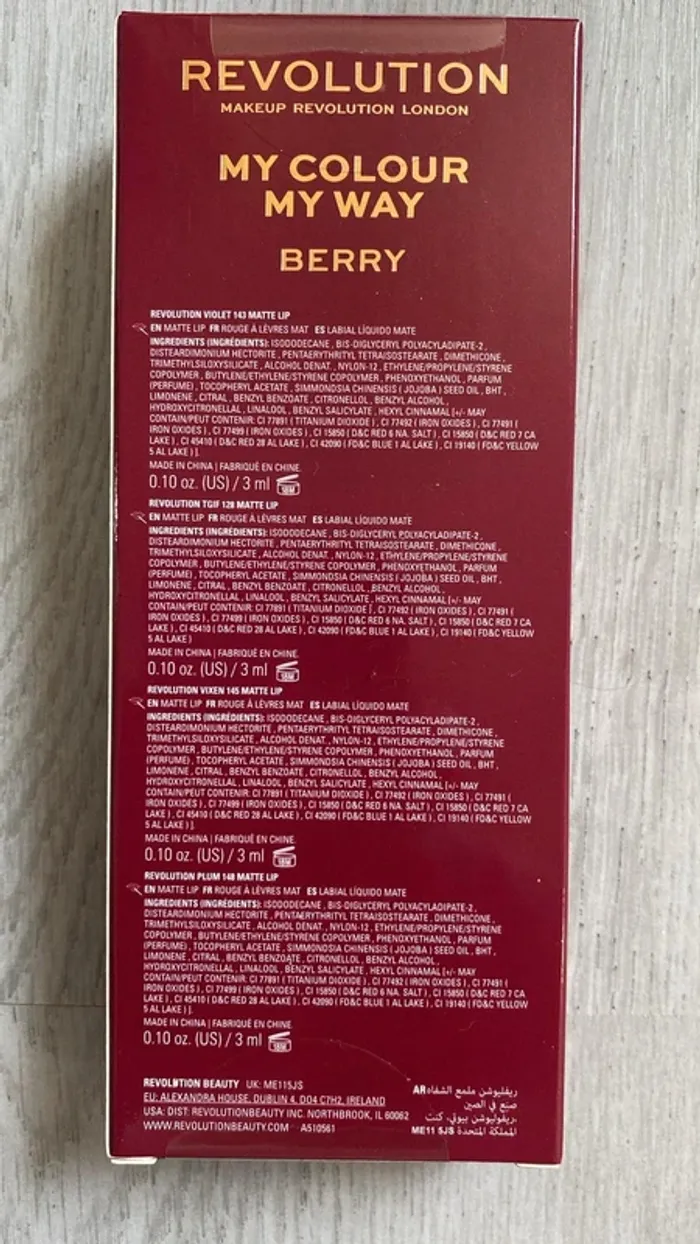 REVOLUTION
MAKEUP REVOLUTION LONDON
MY COLOUR
MY WAY
BERRY
REVOLUTION VIOLET 143 MATTE LIP
EN MATTE LIP FR ROUGE À LÈVRES MAT ES LABIAL LÍQUIDO MATE
INGREDIENTS (INGRÉDIENTS): ISODODECANE , BIS-DIGLYCERYL POLYACYLADIPATE-2 ,
DISTEARDIMONIUM HECTORITE , PENTAERYTHRITYL TETRAISOSTEARATE , DIMETHICONE ,
TRIMETHYLSILOXYSILICATE , ALCOHOL DENAT , NYLON-12 , ETHYLENE/PROPYLENE/STYRENE
COPOLYMER , BUTYLENE/ETHYLENE/STYRENE COPOLYMER , PHENOXYETHANOL , PARFUM
(PERFUME) , TOCOPHERYL ACETATE , SIMMONDSIA CHINENSIS ( JOJOBA ) SEED OIL , BHT ,
LIMONENE , CITRAL , BENZYL BENZOATE , CITRONELLOL , BENZYL ALCOHOL ,
HYDROXYCITRONELLAL , LINALOOL , BENZYL SALICYLATE , HEXYL CINNAMAL [+/- MAY
CONTAIN/PEUT CONTENIR: CI 77891 ( TITANIUM DIOXIDE ) , CI 77492 ( IRON OXIDES ) , CI 77491 (
IRON OXIDES ) , CI 77499 ( IRON OXIDES ) , CI 15850 ( D&C RED 6 NA. SALT ) , CI 15850 ( D&C RED 7 CA
LAKE ) , CI 45410 ( D&C RED 28 AL LAKE ) , CI 42090 ( FD&C BLUE 1 AL LAKE ) , CI 19140 ( FD&C YELLOW
5 AL LAKE ) ].
MADE IN CHINA | FABRIQUÉ EN CHINE.
0.10 oz. (US) / 3 ml 18M
REVOLUTION TGIF 128 MATTE LIP
EN MATTE LIP FR ROUGE À LÈVRES MAT ES LABIAL LÍQUIDO MATE
INGREDIENTS (INGRÉDIENTS): ISODODECANE , BIS-DIGLYCERYL POLYACYLADIPATE-2 ,
DISTEARDIMONIUM HECTORITE , PENTAERYTHRITYL TETRAISOSTEARATE , DIMETHICONE ,
TRIMETHYLSILOXYSILICATE , ALCOHOL DENAT , NYLON-12 , ETHYLENE/PROPYLENE/STYRENE
COPOLYMER , BUTYLENE/ETHYLENE/STYRENE COPOLYMER , PHENOXYETHANOL , PARFUM
(PERFUME) , TOCOPHERYL ACETATE , SIMMONDSIA CHINENSIS ( JOJOBA ) SEED OIL , BHT ,
LIMONENE , CITRAL , BENZYL BENZOATE , CITRONELLOL , BENZYL ALCOHOL ,
HYDROXYCITRONELLAL , LINALOOL , BENZYL SALICYLATE , HEXYL CINNAMAL [+/- MAY
CONTAIN/PEUT CONTENIR: CI 77891 ( TITANIUM DIOXIDE ) , CI 77492 ( IRON OXIDES ) , CI 77491 (
IRON OXIDES ) , CI 77499 ( IRON OXIDES ) , CI 15850 ( D&C RED 6 NA. SALT ) , CI 15850 ( D&C RED 7 CA
LAKE ) , CI 45410 ( D&C RED 28 AL LAKE ) , CI 42090 ( FD&C BLUE 1 AL LAKE ) , CI 19140 ( FD&C YELLOW
5 AL LAKE )
MADE IN CHINA | FABRIQUÉ EN CHINE.
0.10 oz. (US) / 3 ml 18M
REVOLUTION VIXEN 145 MATTE LIP
EN MATTE LIP FR ROUGE À LÈVRES MAT ES LABIAL LÍQUIDO MATE
INGREDIENTS (INGRÉDIENTS): ISODODECANE , BIS-DIGLYCERYL POLYACYLADIPATE-2 ,
DISTEARDIMONIUM HECTORITE , PENTAERYTHRITYL TETRAISOSTEARATE , DIMETHICONE ,
TRIMETHYLSILOXYSILICATE , ALCOHOL DENAT , NYLON-12 , ETHYLENE/PROPYLENE/STYRENE
COPOLYMER , BUTYLENE/ETHYLENE/STYRENE COPOLYMER , PHENOXYETHANOL , PARFUM
(PERFUME) , TOCOPHERYL ACETATE , SIMMONDSIA CHINENSIS ( JOJOBA ) SEED OIL , BHT ,
LIMONENE , CITRAL , BENZYL BENZOATE , CITRONELLOL , BENZYL ALCOHOL ,
HYDROXYCITRONELLAL , LINALOOL , BENZYL SALICYLATE , HEXYL CINNAMAL [+/- MAY
CONTAIN/PEUT CONTENIR: CI 77891 ( TITANIUM DIOXIDE ) , CI 77492 ( IRON OXIDES ) , CI 77491 (
IRON OXIDES ) , CI 77499 ( IRON OXIDES ) , CI 15850 ( D&C RED 6 NA. SALT ) , CI 15850 ( D&C RED 7 CA
LAKE ) , CI 45410 ( D&C RED 28 AL LAKE ) , CI 42090 ( FD&C BLUE 1 AL LAKE ) , CI 19140 ( FD&C YELLOW
5 AL LAKE ) ].
MADE IN CHINA | FABRIQUÉ EN CHINE.
0.10 oz. (US) / 3 ml 18M
REVOLUTION PLUM 148 MATTE LIP
EN MATTE LIP FR ROUGE À LÈVRES MAT ES LABIAL LÍQUIDO MATE
INGREDIENTS (INGRÉDIENTS): ISODODECANE , BIS-DIGLYCERYL POLYACYLADIPATE-2 ,
DISTEARDIMONIUM HECTORITE , PENTAERYTHRITYL TETRAISOSTEARATE , DIMETHICONE ,
TRIMETHYLSILOXYSILICATE , ALCOHOL DENAT , NYLON-12 , ETHYLENE/PROPYLENE/STYRENE
COPOLYMER , BUTYLENE/ETHYLENE/STYRENE COPOLYMER , PHENOXYETHANOL , PARFUM
(PERFUME) , TOCOPHERYL ACETATE , SIMMONDSIA CHINENSIS ( JOJOBA ) SEED OIL , BHT ,
LIMONENE , CITRAL , BENZYL BENZOATE , CITRONELLOL , BENZYL ALCOHOL ,
HYDROXYCITRONELLAL , LINALOOL , BENZYL SALICYLATE , HEXYL CINNAMAL [+/- MAY
CONTAIN/PEUT CONTENIR: CI 77891 ( TITANIUM DIOXIDE ) , CI 77492 ( IRON OXIDES ) , CI 77491 (
IRON OXIDES ) , CI 77499 ( IRON OXIDES ) , CI 15850 ( D&C RED 6 NA. SALT ) , CI 15850 ( D&C RED 7 CA
LAKE ) , CI 45410 ( D&C RED 28 AL LAKE ) , CI 42090 ( FD&C BLUE 1 AL LAKE ) , CI 19140 ( FD&C YELLOW
5 AL LAKE ) ].
MADE IN CHINA | FABRIQUÉ EN CHINE.
0.10 oz. (US) / 3 ml 18M
REVOLUTION BEAUTY UK: ME115JS
EU: ALEXANDRA HOUSE, DUBLIN 4, D04 C7H2, IRELAND
USA: DIST: REVOLUTIONBEAUTY INC. NORTHBROOK, IL 60062
WWW.REVOLUTIONBEAUTY.COM A510561
AR ريفليوشن ملمع الشفاه
صنع في الصين
ريفوليوشن بيوتي، كنت،
المملكة المتحدة ME11 5JS